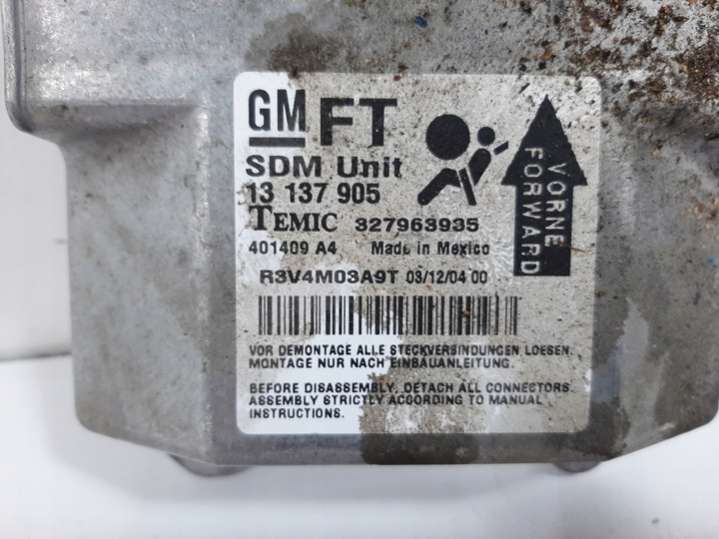 GM FT
SDM Unit
13 137 905
TEMIC 327963935
401409 A4 Made in Mexico
R3V4M03A9T 03/12/04 00
VORNE
FORWARD
VOR DEMONTAGE ALLE STECKVERBINDUNGEN LOESEN.
MONTAGE NUR NACH EINBAUANLEITUNG.
BEFORE DISASSEMBLY, DETACH ALL CONNECTORS.
ASSEMBLY STRICTLY ACCORDING TO MANUAL
INSTRUCTIONS.